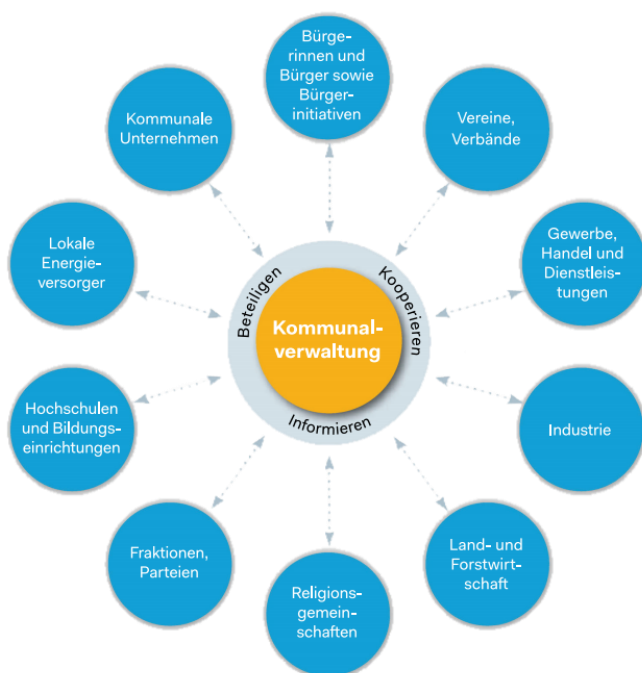 Bürge-
rinnen und
Bürger sowie
Bürger-
initiativen
Vereine,
Verbände
Gewerbe,
Handel und
Dienstleis-
tungen
Industrie
Land- und
Forstwirt-
schaft
Religions-
gemein-
schaften
Fraktionen,
Parteien
Hochschulen
und Bildungs-
einrichtungen
Lokale
Energie-
versorger
Kommunale
Unternehmen
Beteiligen
Kooperieren
Informieren
Kommunal-
verwaltung